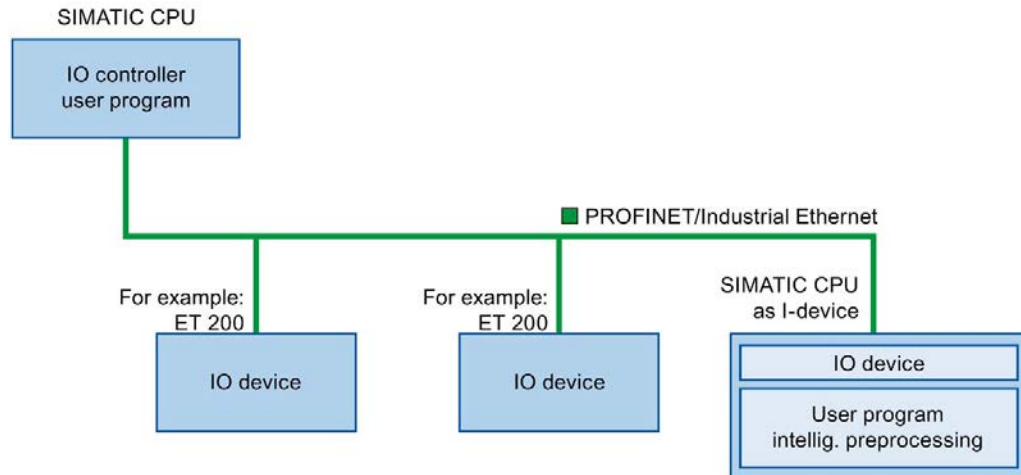 SIMATIC CPU
IO controller
user program
PROFINET/Industrial Ethernet
For example:
ET 200
IO device
For example:
ET 200
IO device
SIMATIC CPU
as I-device
IO device
User program
intellig. preprocessing